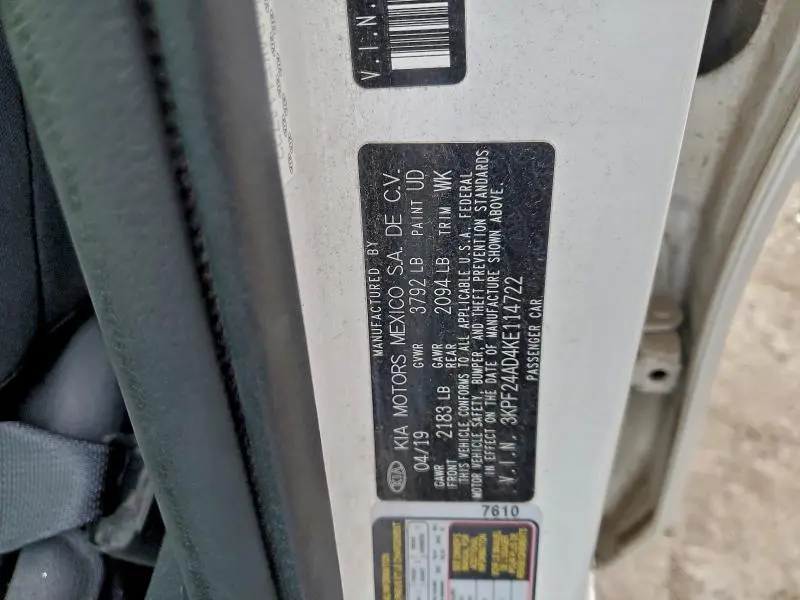 V.I.N.
MANUFACTURED BY
KIA KIA MOTORS MEXICO S.A. DE C.V.
04/19 GVWR 3792 LB PAINT UD
GAWR FRONT 2183 LB GAWR REAR 2094 LB TRIM WK
THIS VEHICLE CONFORMS TO ALL APPLICABLE U.S.A. FEDERAL
MOTOR VEHICLE SAFETY, BUMPER, AND THEFT PREVENTION STANDARDS
IN EFFECT ON THE DATE OF MANUFACTURE SHOWN ABOVE.
V.I.N. 3KPF24AD4KE114722
PASSENGER CAR
7610